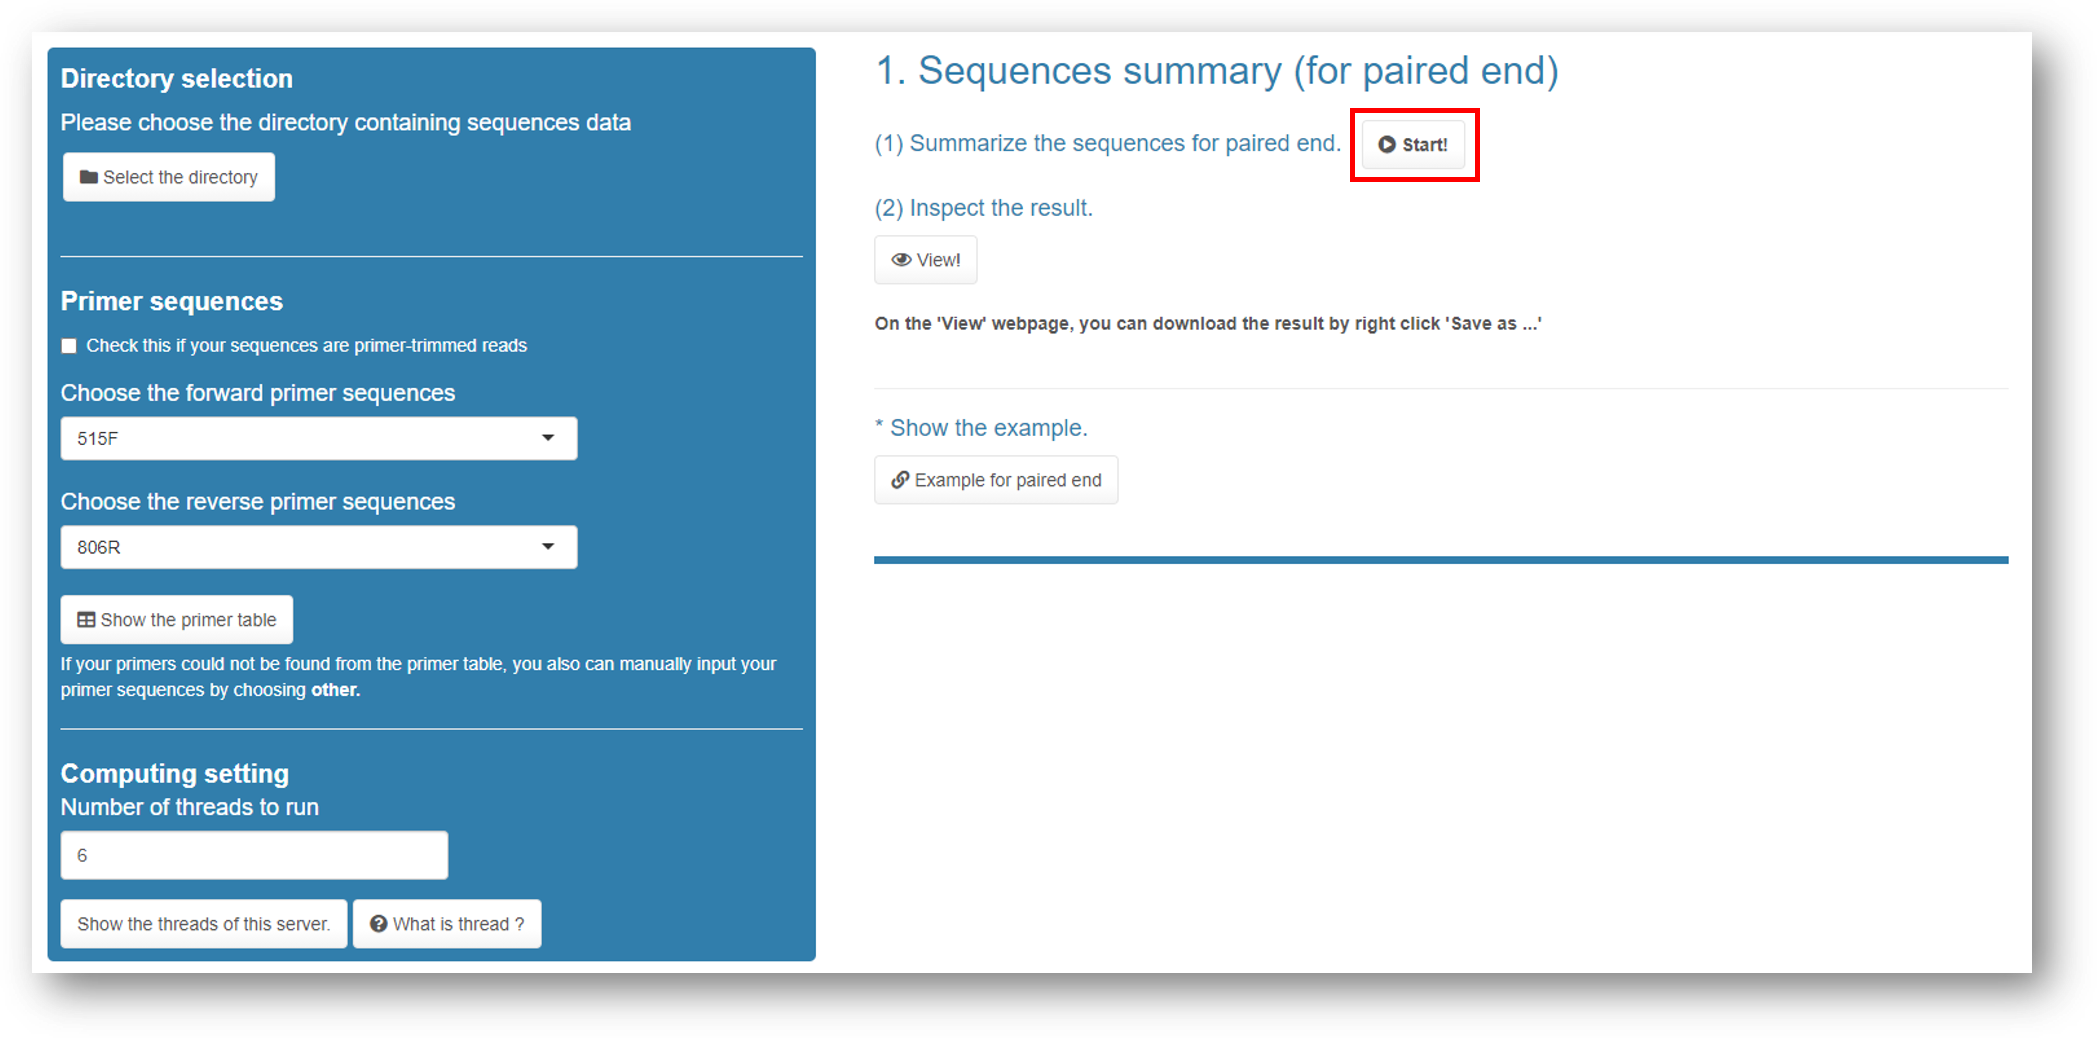 Directory selection
Please choose the directory containing sequences data
Select the directory
Primer sequences
Check this if your sequences are primer-trimmed reads
Choose the forward primer sequences
515F
Choose the reverse primer sequences
806R
Show the primer table
If your primers could not be found from the primer table, you also can manually input your
primer sequences by choosing other.
Computing setting
Number of threads to run
6
Show the threads of this server.
What is thread ?
1. Sequences summary (for paired end)
(1) Summarize the sequences for paired end.
Start!
(2) Inspect the result.
View!
On the 'View' webpage, you can download the result by right click 'Save as ...'
* Show the example.
Example for paired end